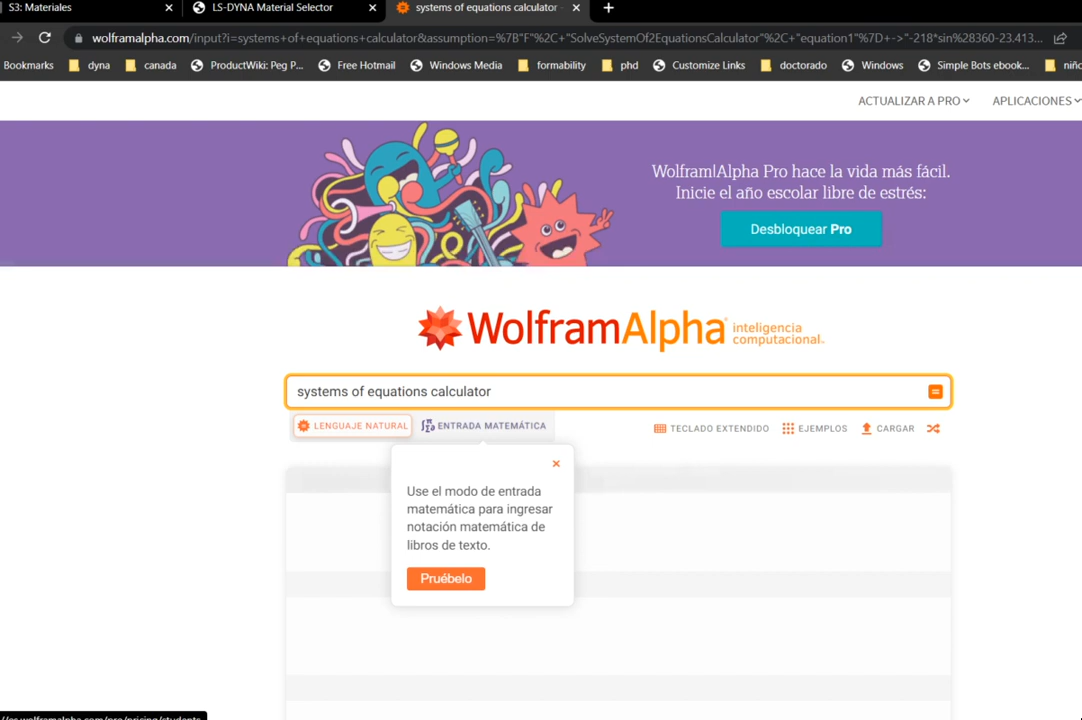 S3: Materiales
LS-DYNA Material Selector
systems of equations calculator
wolframalpha.com/input?i=systems+of+equations+calculator&assumption=%7B"F"%2C+"SolveSystemOf2EquationsCalculator"%2C+"equation1"%7D+->"-218*sin%28360-23.413...
Bookmarks
dyna
canada
ProductWiki: Peg P...
Free Hotmail
Windows Media
formability
phd
Customize Links
doctorado
Windows
Simple Bots ebook...
niño
ACTUALIZAR A PRO
APLICACIONES
Wolfram|Alpha Pro hace la vida más fácil.
Inicie el año escolar libre de estrés:
Desbloquear Pro
WolframAlpha
inteligencia
computacional.
systems of equations calculator
LENGUAJE NATURAL
ENTRADA MATEMÁTICA
TECLADO EXTENDIDO
EJEMPLOS
CARGAR
Use el modo de entrada
matemática para ingresar
notación matemática de
libros de texto.
Pruébelo